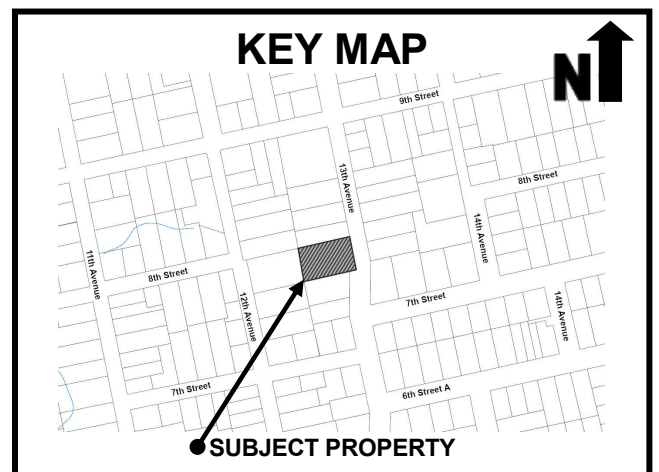 KEY MAP
N
9th Street
13th Avenue
8th Street
14th Avenue
11th Avenue
8th Street
12th Avenue
7th Street
14th Avenue
7th Street
6th Street A
SUBJECT PROPERTY